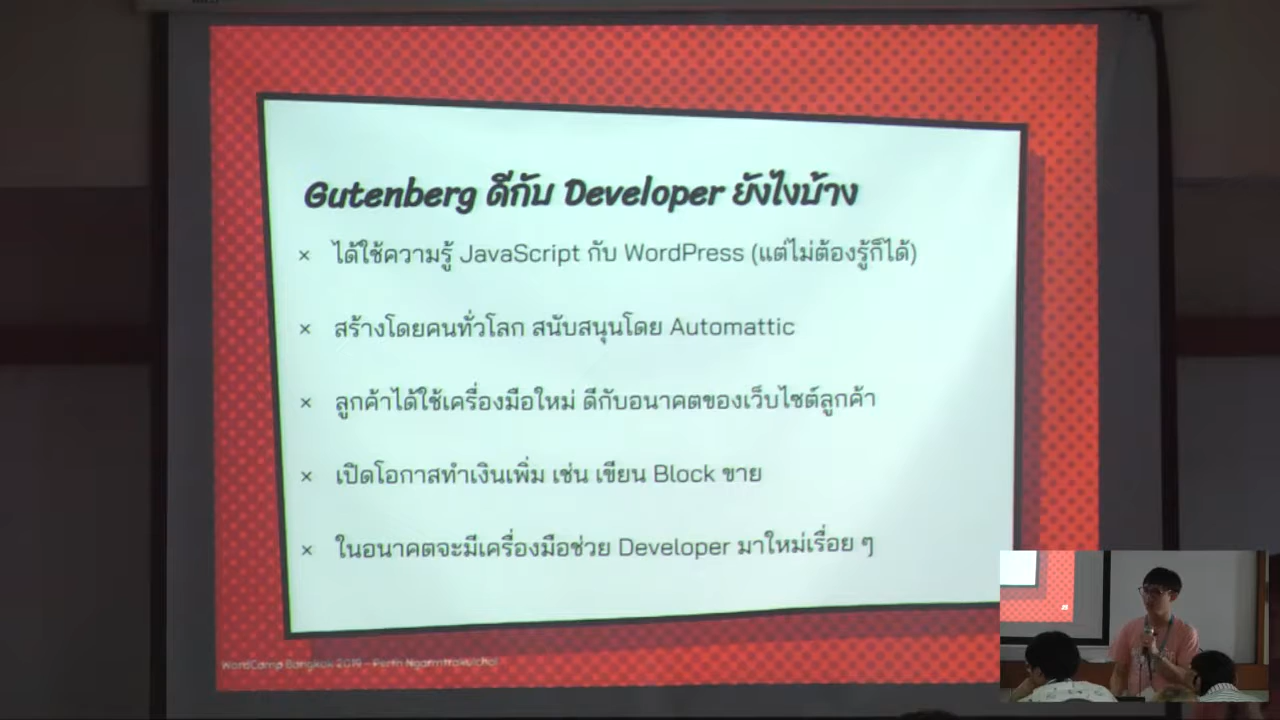 Gutenberg ดีกับ Developer ยังไงบ้าง
× ได้ใช้ความรู้ JavaScript กับ WordPress (แต่ไม่ต้องรู้ก็ได้)
× สร้างโดยคนทั่วโลก สนับสนุนโดย Automattic
× ลูกค้าได้ใช้เครื่องมือใหม่ ดีกับอนาคตของเว็บไซต์ลูกค้า
× เปิดโอกาสทำเงินเพิ่ม เช่น เขียน Block ขาย
× ในอนาคตจะมีเครื่องมือช่วย Developer มาใหม่เรื่อย ๆ
WordCamp Bangkok 2019 -